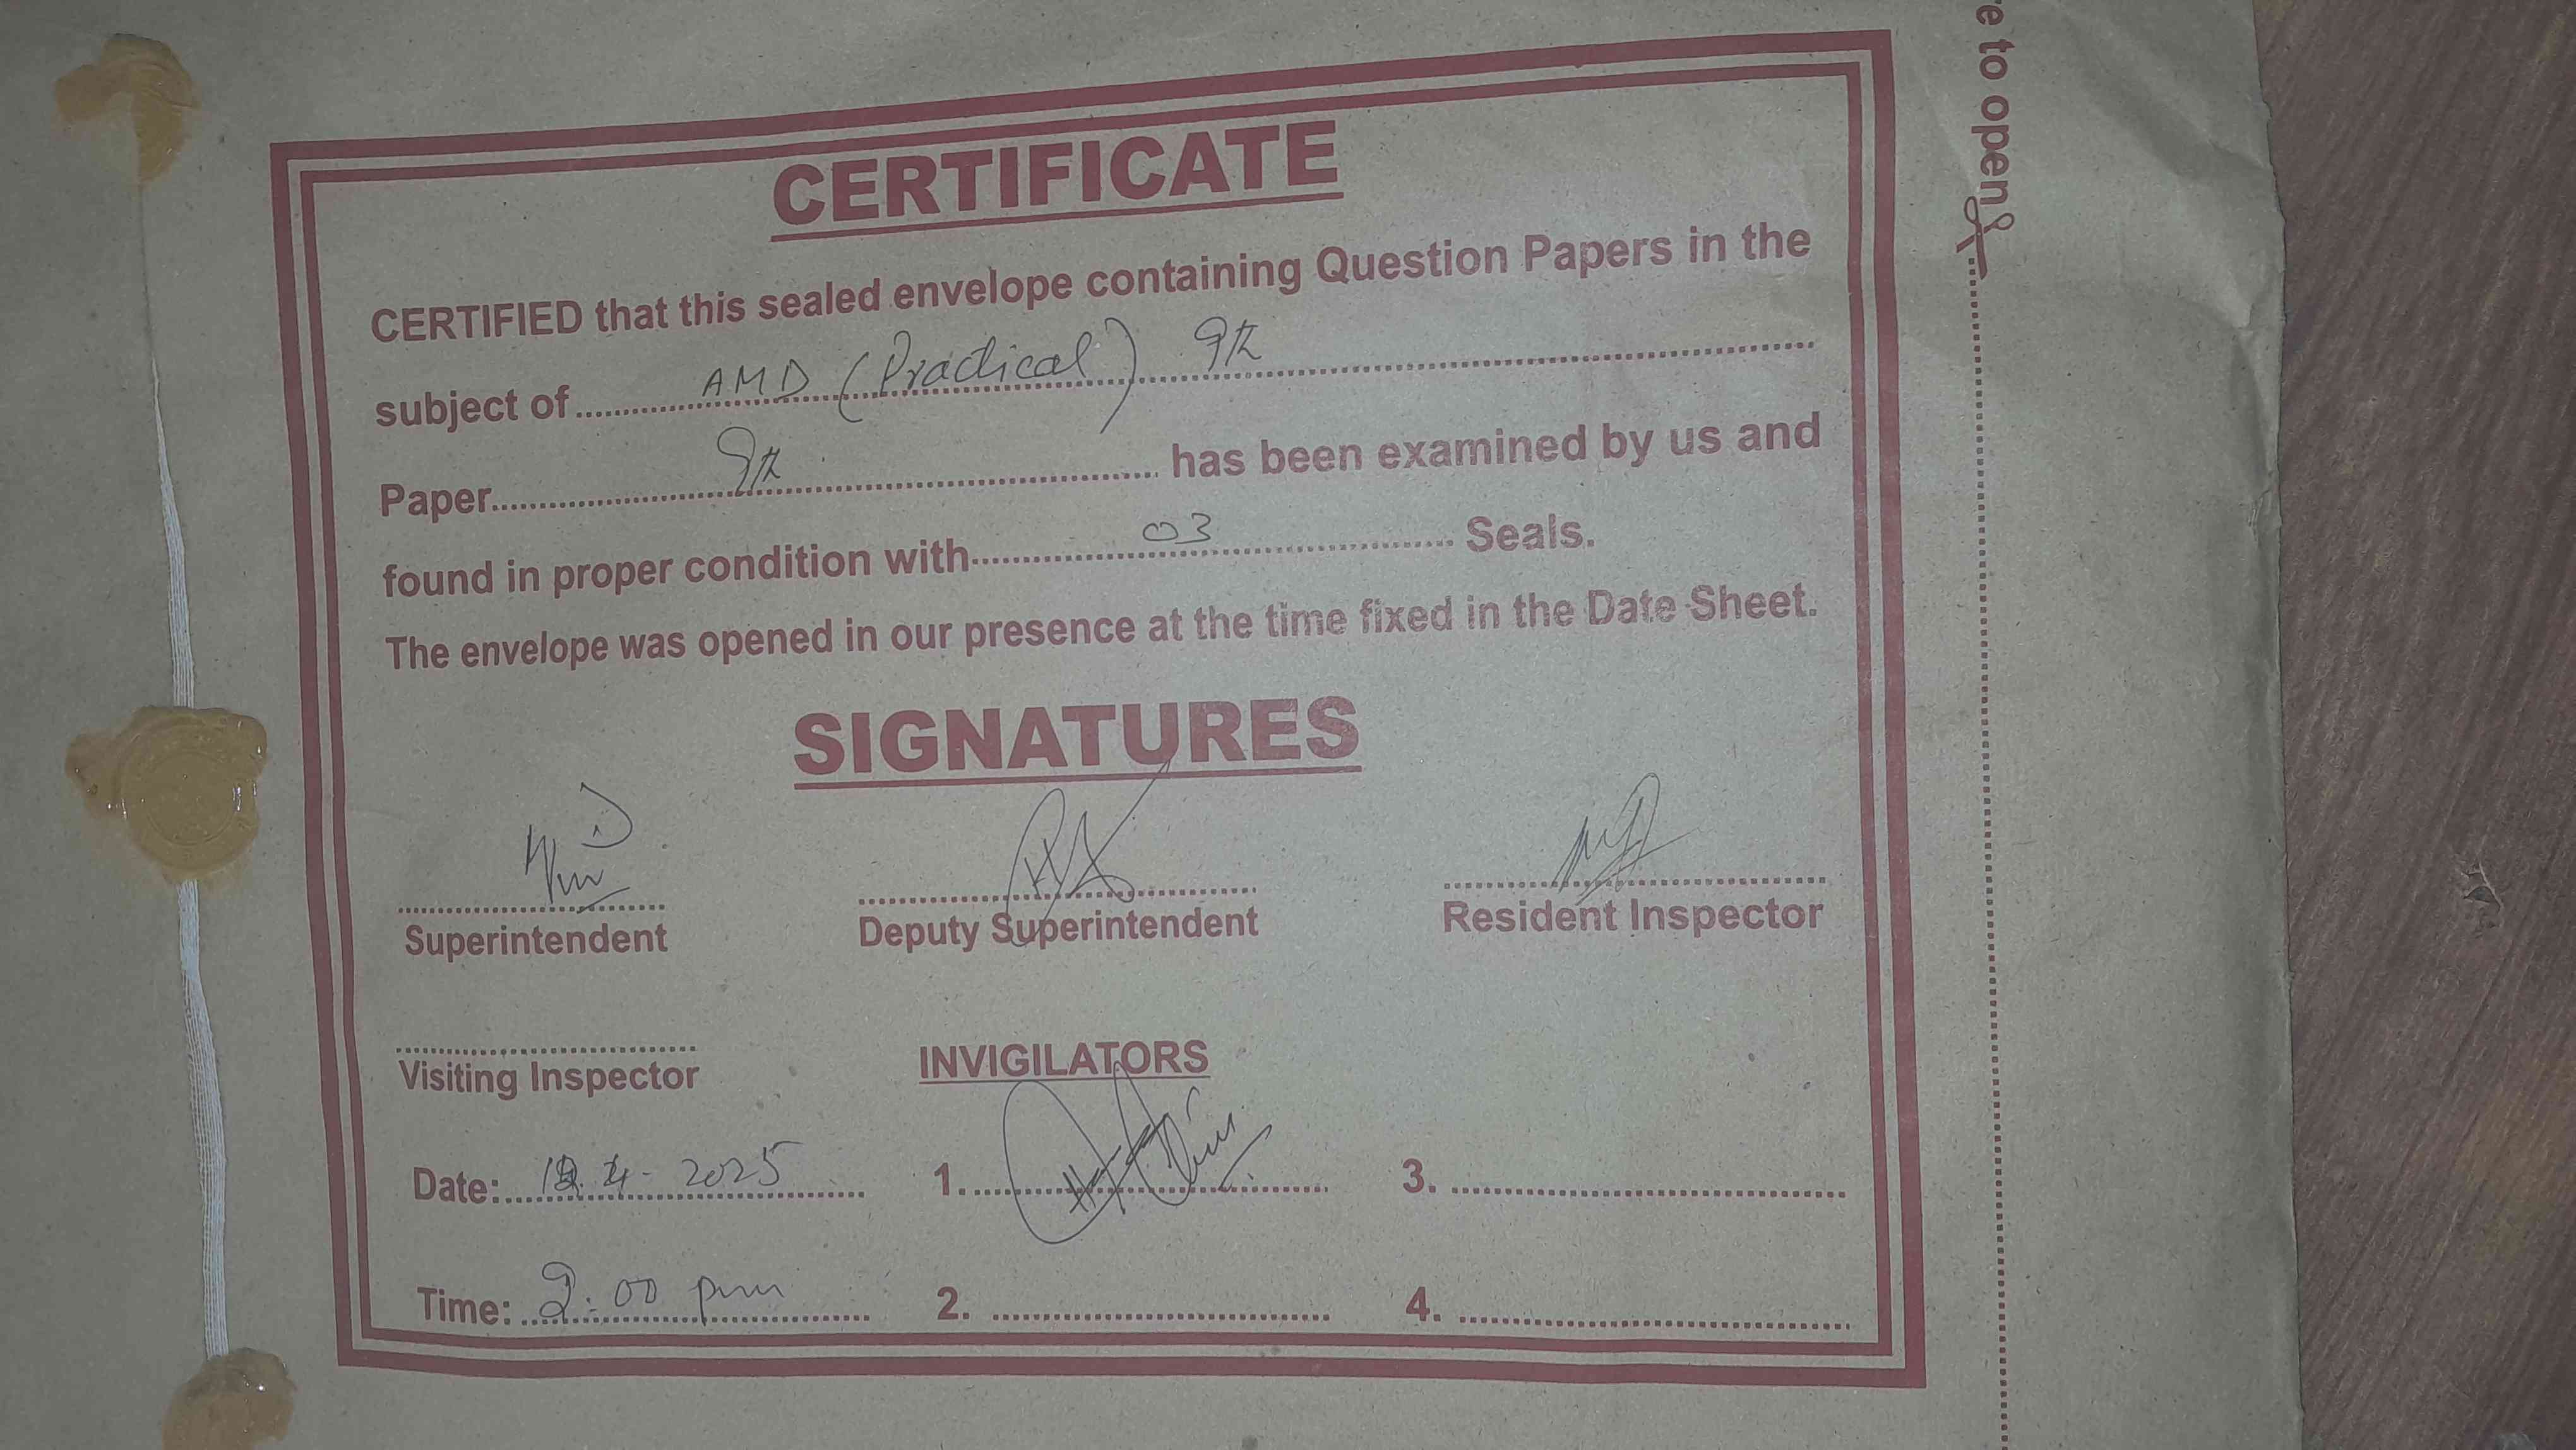 CERTIFICATE
CERTIFIED that this sealed envelope containing Question Papers in the
subject of AMD (Practical) 9th
Paper 9th has been examined by us and
found in proper condition with 03 Seals.
The envelope was opened in our presence at the time fixed in the Date Sheet.
SIGNATURES
Superintendent Deputy Superintendent Resident Inspector
Visiting Inspector INVIGILATORS
Date: 4 - 2025 1. 3.
Time: 2:00 pm 2. 4.
to open